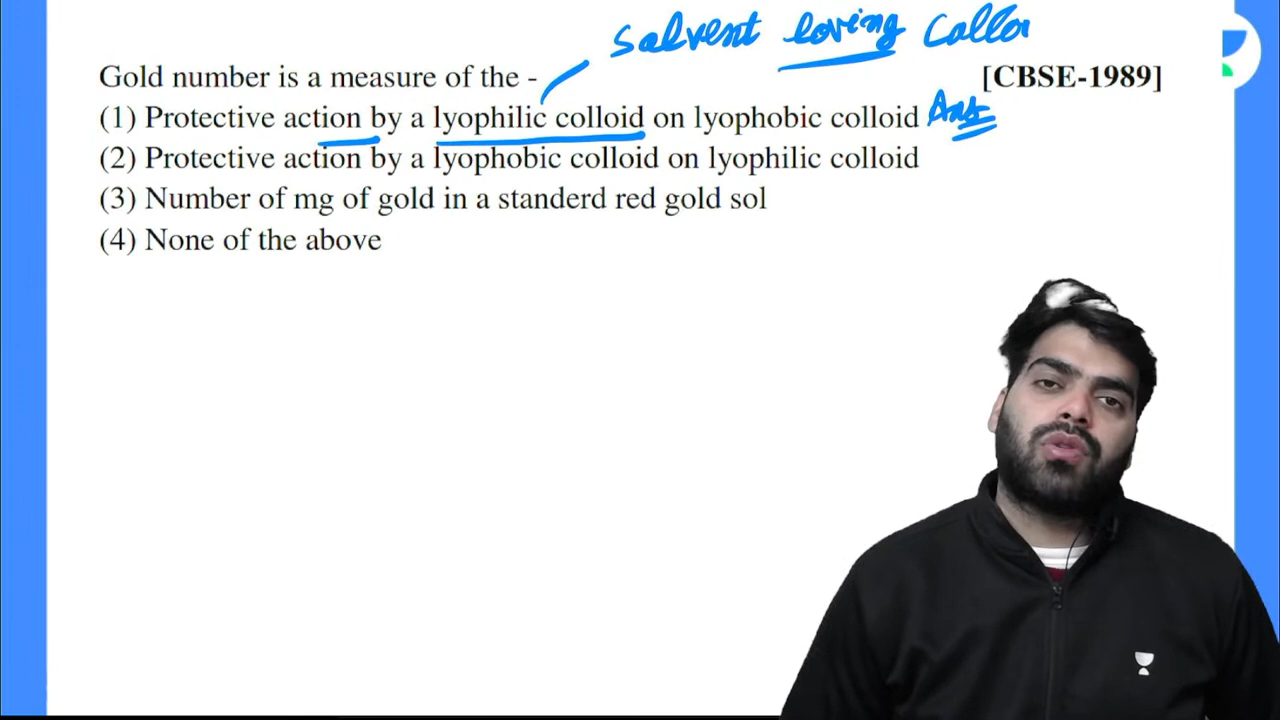 Solvent loving Collo
Gold number is a measure of the - [CBSE-1989]
(1) Protective action by a lyophilic colloid on lyophobic colloid Ans
(2) Protective action by a lyophobic colloid on lyophilic colloid
(3) Number of mg of gold in a standerd red gold sol
(4) None of the above